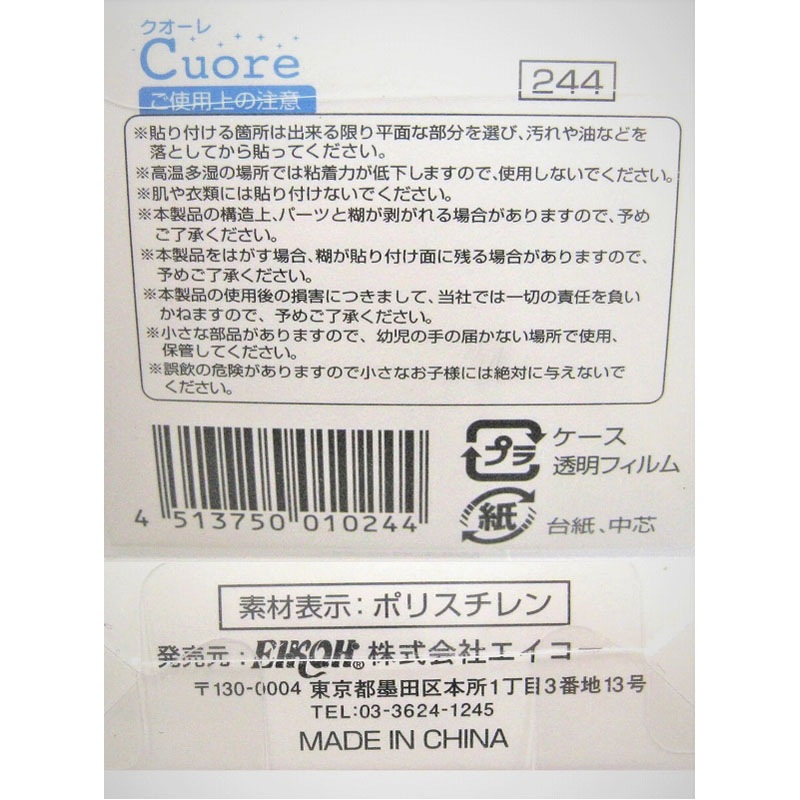 クオーレ
Cuore
ご使用上の注意
244
※貼り付ける箇所は出来る限り平面な部分を選び、汚れや油などを
落としてから貼ってください。
※高温多湿の場所では粘着力が低下しますので、使用しないでください。
※肌や衣類には貼り付けないでください。
※本製品の構造上、パーツと糊が剥がれる場合がありますので、予め
ご了承ください。
※本製品をはがす場合、糊が貼り付け面に残る場合がありますので、
予めご了承ください。
※本製品の使用後の損害につきまして、当社では一切の責任を負い
かねますので、予めご了承ください。
※小さな部品がありますので、幼児の手の届かない場所で使用、
保管してください。
※誤飲の危険がありますので小さなお子様には絶対に与えないで
ください。
4 513750 010244
プラ
ケース
透明フィルム
紙
台紙、中芯
素材表示：ポリスチレン
発売元：EIKOH® 株式会社エイコー
〒130-0004 東京都墨田区本所1丁目3番地13号
TEL:03-3624-1245
MADE IN CHINA